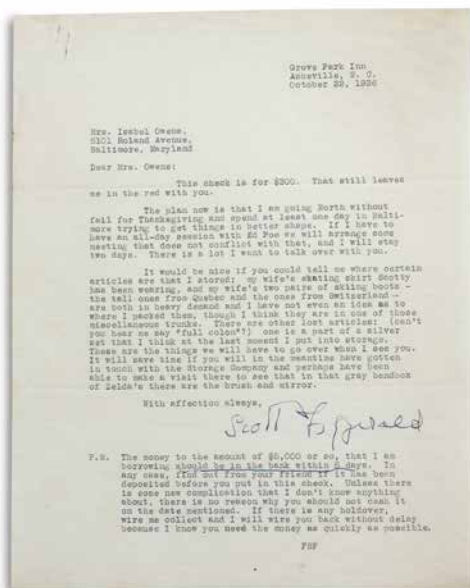 Grove Park Inn
Asheville, N. C.
October 22, 1936
Mrs. Isabel Owens,
5101 Roland Avenue,
Baltimore, Maryland
Dear Mrs. Owens:
This check is for $300. That still leaves
me in the red with you.
The plan now is that I am going North without
fail for Thanksgiving and spend at least one day in Balti-
more trying to get things in better shape. If I have to
have an all-day session with Ed Poe we will arrange some
meeting that does not conflict with that, and I will stay
two days. There is a lot I want to talk over with you.
It would be nice if you could tell me where certain
articles are that I stored: my wife's skating skirt Scotty
has been wearing, and my wife's two pairs of skiing boots -
the tall ones from Quebec and the ones from Switzerland -
are both in heavy demand and I have not even an idea as to
where I packed them, though I think they are in one of those
miscellaneous trunks. There are other lost articles: (can't
you hear me say "full colon"?) one is a part of a silver
set that I think at the last moment I put into storage.
These are the things we will have to go over when I see you.
It will save time if you will in the meantime have gotten
in touch with the Storage Company and perhaps have been
able to make a visit there to see that in that gray bandbox
of Zelda's there are the brush and mirror.
With affection always,
Scott Fitzgerald
P.S. The money to the amount of $5,000 or so, that I am
borrowing should be in the bank within days. In
any case, find out from your friend if it has been
deposited before you put in this check. Unless there
is some new complication that I don't know anything
about, there is no reason why you should not cash it
on the date mentioned. If there is any holdover,
wire me collect and I will wire you back without delay
because I know you need the money as quickly as possible.
FSF